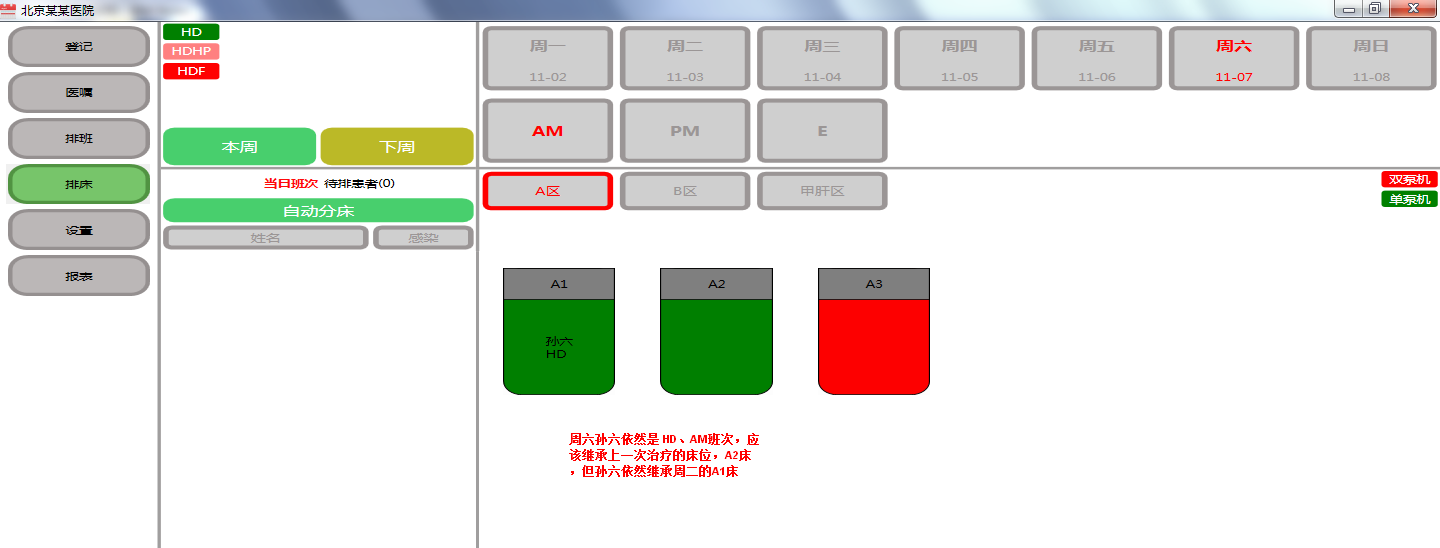 北京某某医院
登记
医嘱
排班
排床
设置
报表
HD
HDHP
HDF
本周
下周
当日班次 待排患者(0)
自动分床
姓名
感染
周一
11-02
周二
11-03
周三
11-04
周四
11-05
周五
11-06
周六
11-07
周日
11-08
AM
PM
E
A区
B区
甲肝区
双泵机
单泵机
A1
孙六
HD
A2
A3
周六孙六依然是 HD、AM班次，应
该继承上一次治疗的床位，A2床
，但孙六依然继承周二的A1床